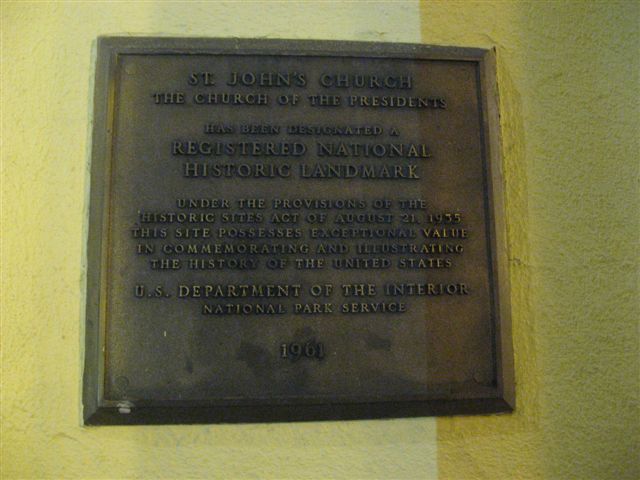 ST. JOHN'S CHURCH
THE CHURCH OF THE PRESIDENTS
HAS BEEN DESIGNATED A
REGISTERED NATIONAL
HISTORIC LANDMARK
UNDER THE PROVISIONS OF THE
HISTORIC SITES ACT OF AUGUST 21, 1935
THIS SITE POSSESSES EXCEPTIONAL VALUE
IN COMMEMORATING AND ILLUSTRATING
THE HISTORY OF THE UNITED STATES
U.S. DEPARTMENT OF THE INTERIOR
NATIONAL PARK SERVICE
1961